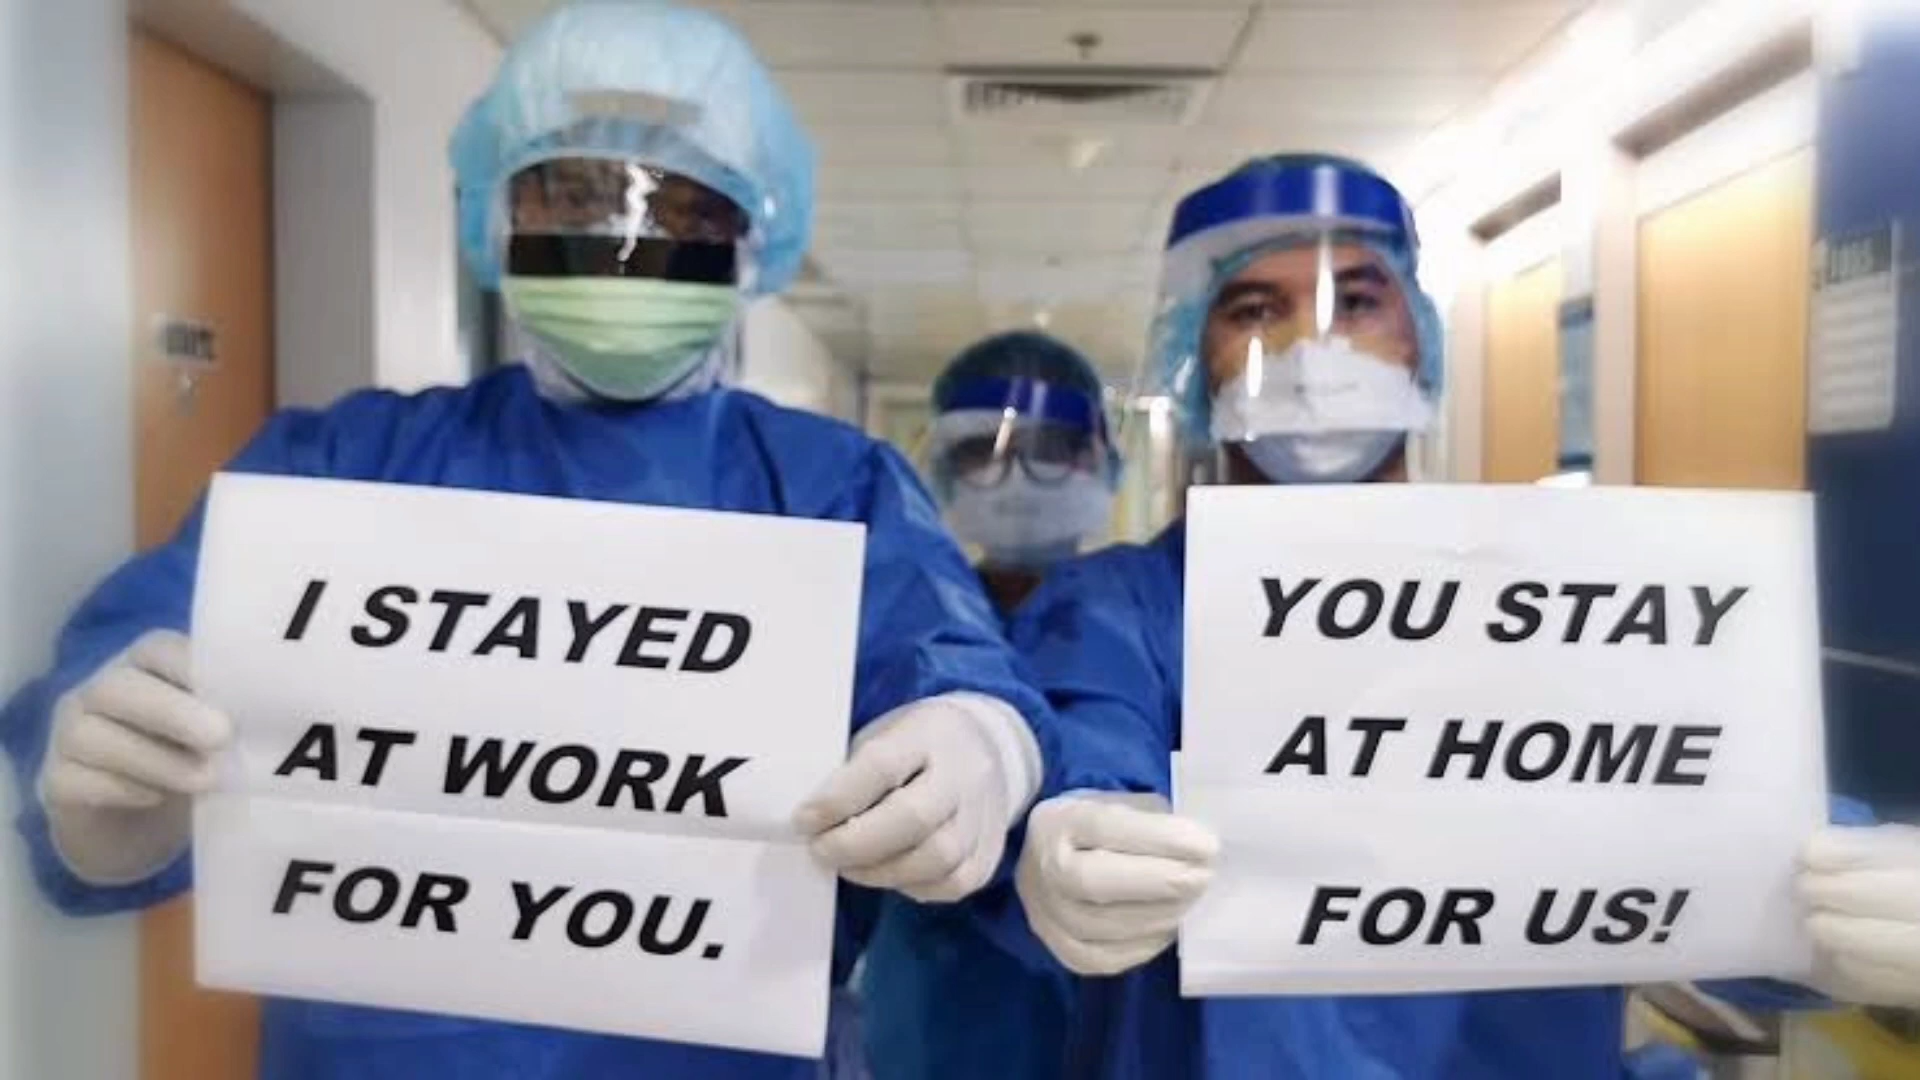 I STAYED
AT WORK
FOR YOU.
YOU STAY
AT HOME
FOR US!